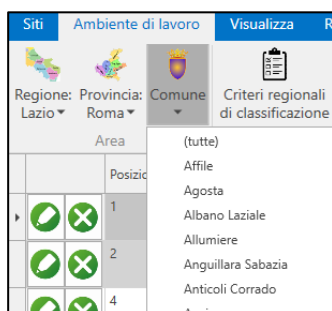 Siti Ambiente di lavoro Visualizza
Regione: Provincia: Comune Criteri regionali
Lazio Roma di classificazione
Area
(tutte)
Affile
Agosta
Albano Laziale
Allumiere
Anguillara Sabazia
Anticoli Corrado
1
2
4